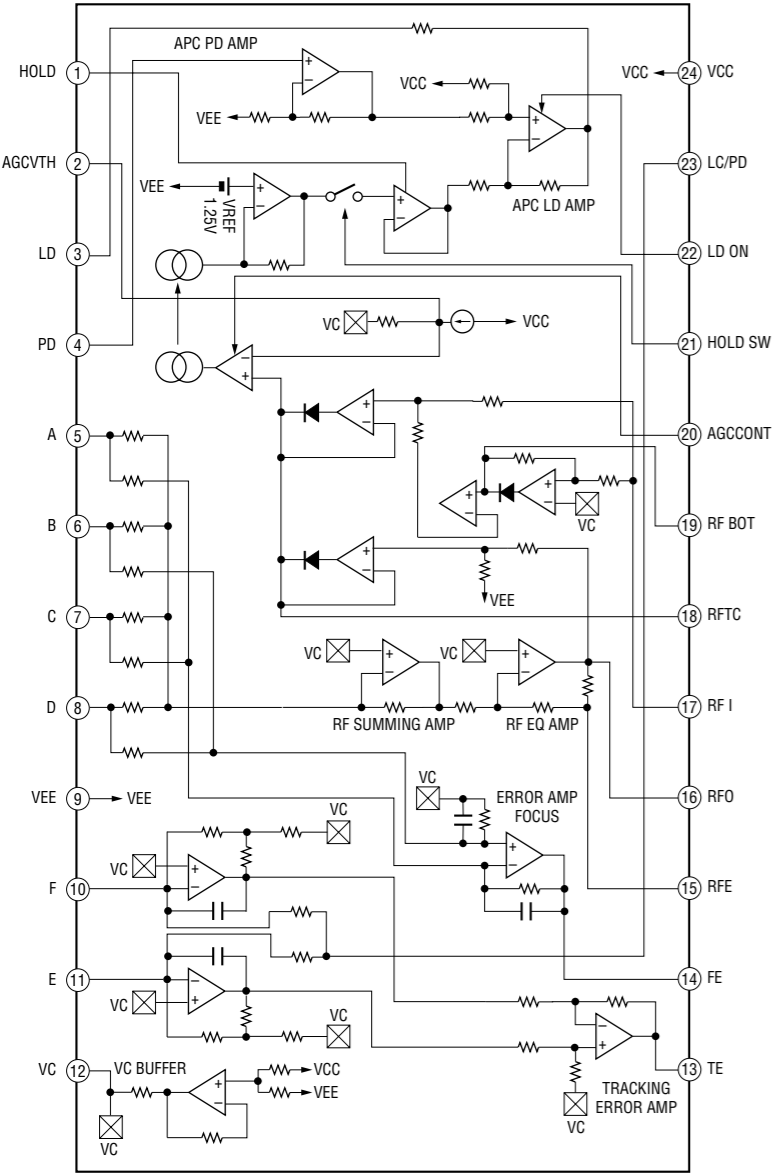 APC PD AMP
HOLD 1
VCC
VCC 24 VCC
VEE
AGCVTH 2
23 LC/PD
VEE
VREF
1.25V
APC LD AMP
LD 3
22 LD ON
VC
VCC
PD 4
21 HOLD SW
A 5
20 AGCCONT
VC
B 6
19 RF BOT
VEE
C 7
18 RFTC
VC
VC
D 8
17 RF I
RF SUMMING AMP
RF EQ AMP
VC
ERROR AMP
FOCUS
VEE 9 VEE
16 RFO
VC
VC
F 10
15 RFE
E 11
14 FE
VC
VC
VC 12
VC BUFFER
VCC
VEE
13 TE
TRACKING
ERROR AMP
VC
VC